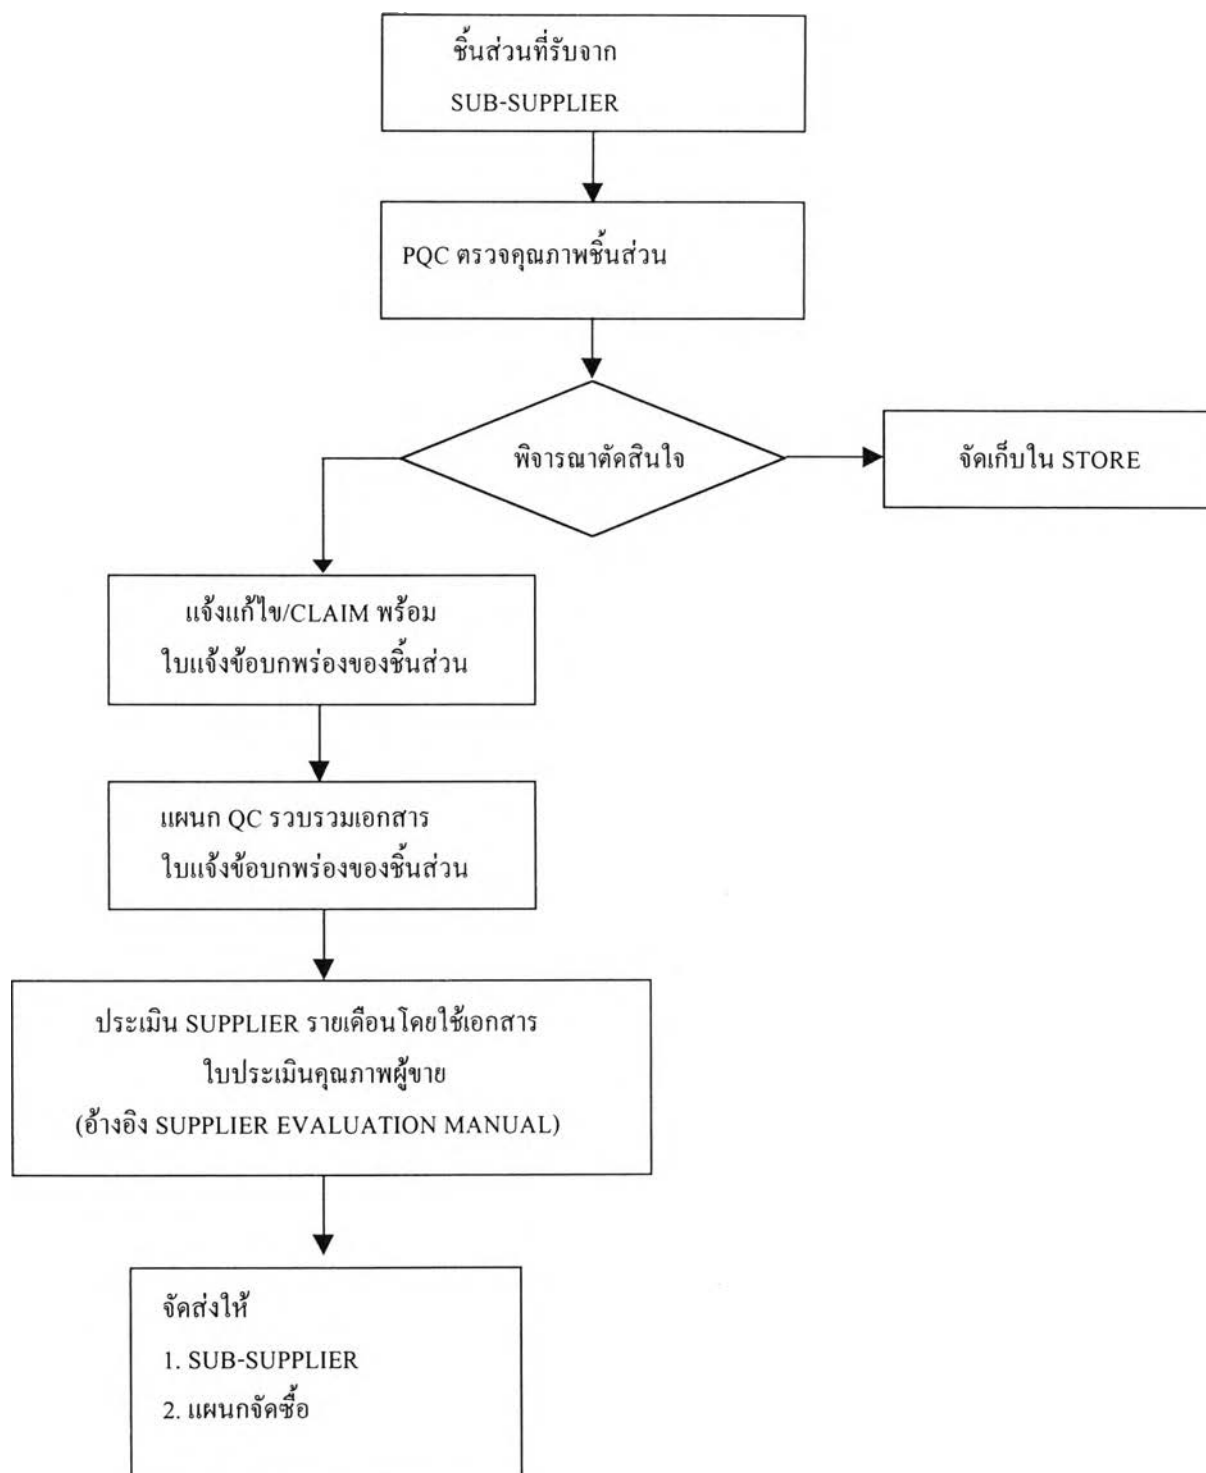 ชิ้นส่วนที่รับจาก
SUB-SUPPLIER
PQC ตรวจคุณภาพชิ้นส่วน
พิจารณาตัดสินใจ
จัดเก็บใน STORE
แจ้งแก้ไข/CLAIM พร้อม
ใบแจ้งข้อบกพร่องของชิ้นส่วน
แผนก QC รวบรวมเอกสาร
ใบแจ้งข้อบกพร่องของชิ้นส่วน
ประเมิน SUPPLIER รายเดือนโดยใช้เอกสาร
ใบประเมินคุณภาพผู้ขาย
(อ้างอิง SUPPLIER EVALUATION MANUAL)
จัดส่งให้
1. SUB-SUPPLIER
2. แผนกจัดซื้อ